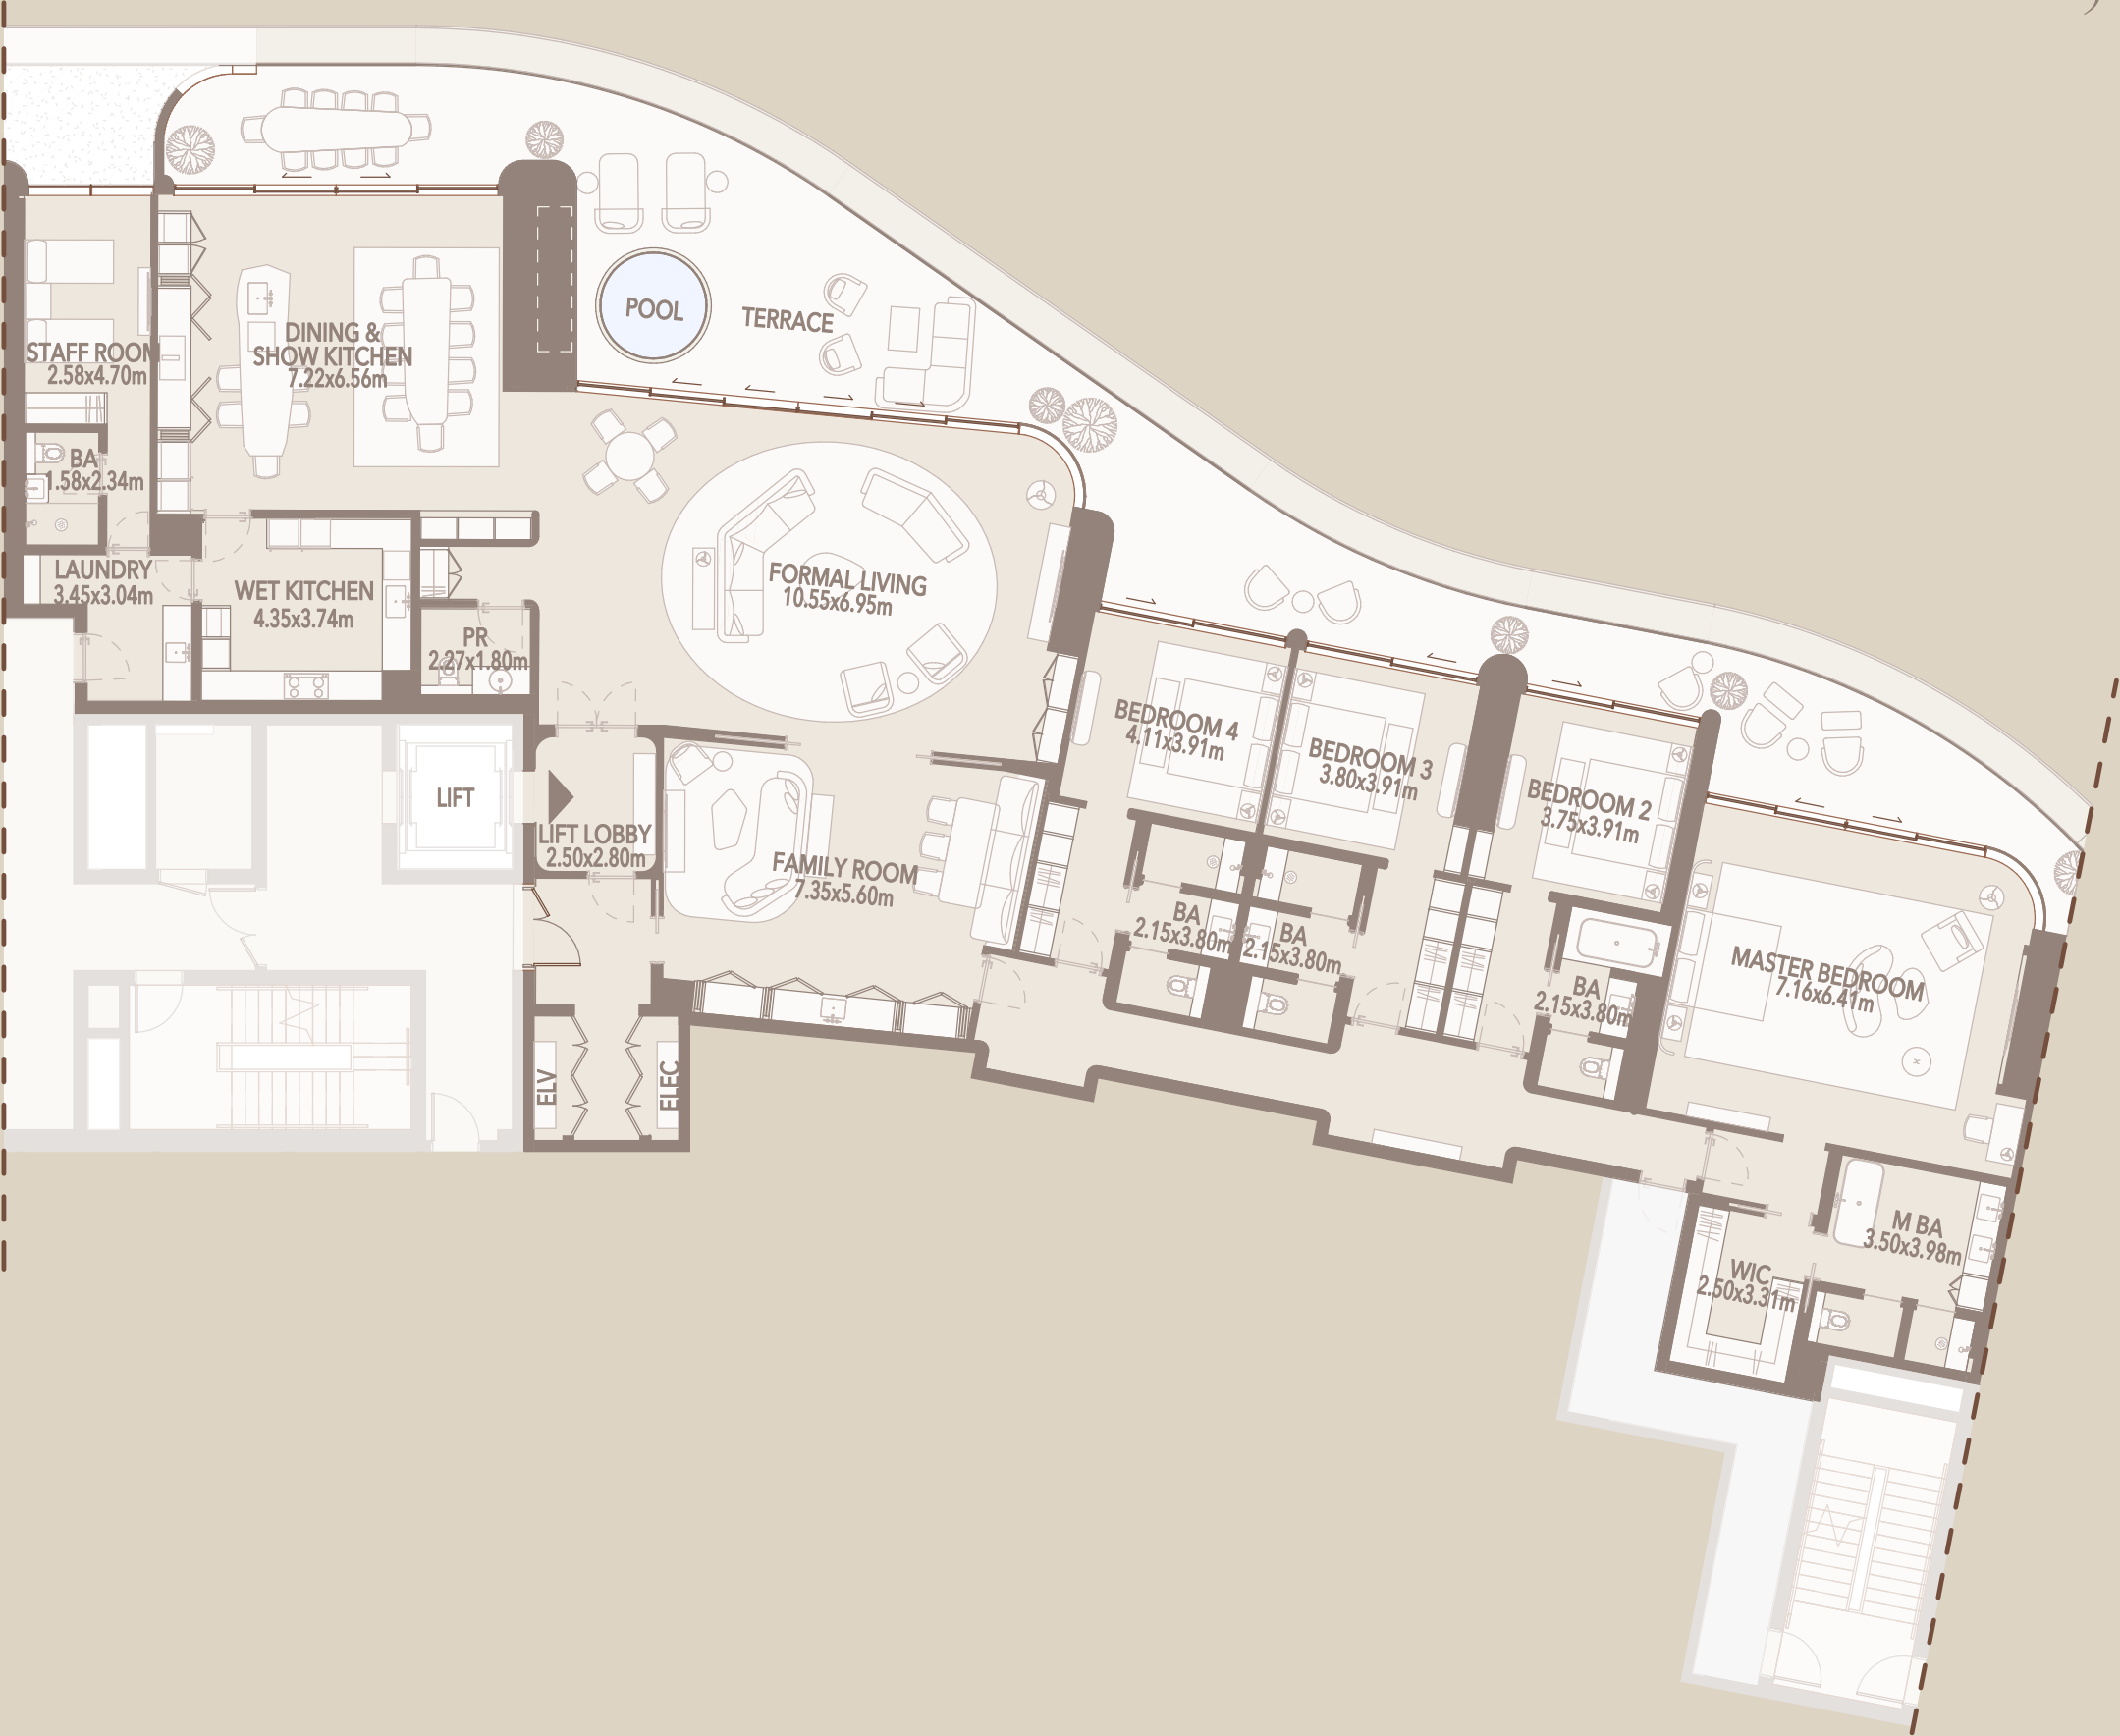 POOL
TERRACE
DINING &
SHOW KITCHEN
7.22x6.56m
STAFF ROOM
2.58x4.70m
BA
1.58x2.34m
LAUNDRY
3.45x3.04m
WET KITCHEN
4.35x3.74m
PR
2.27x1.80m
FORMAL LIVING
10.55x6.95m
LIFT
LIFT LOBBY
2.50x2.80m
FAMILY ROOM
7.35x5.60m
BEDROOM 4
4.11x3.91m
BEDROOM 3
3.80x3.91m
BEDROOM 2
3.75x3.91m
BA
2.15x3.80m
BA
2.15x3.80m
BA
2.15x3.80m
MASTER BEDROOM
7.16x6.41m
ELV
ELEC
M BA
3.50x3.98m
WIC
2.50x3.31m